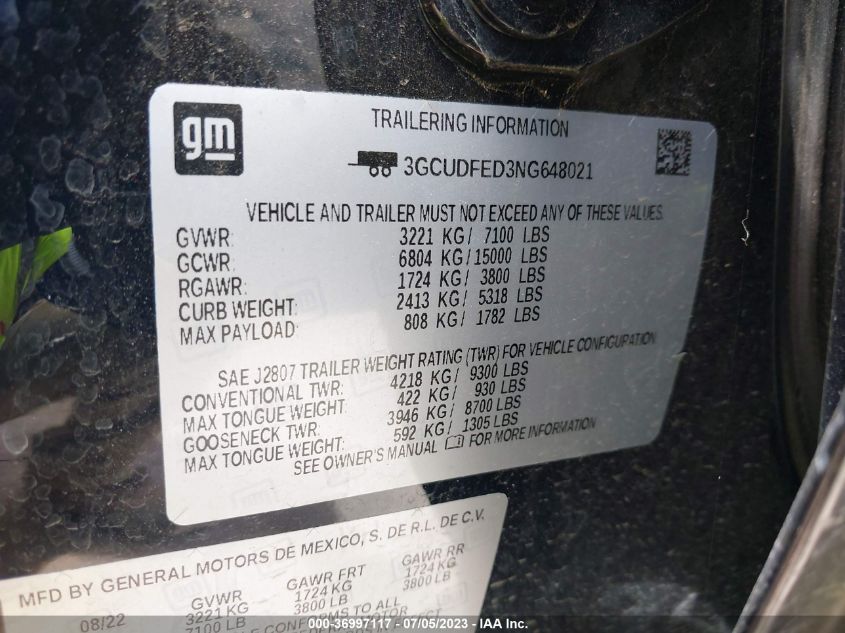 gm
TRAILERING INFORMATION
3GCUDFED3NG648021
VEHICLE AND TRAILER MUST NOT EXCEED ANY OF THESE VALUES.
GVWR: 3221 KG/ 7100 LBS
GCWR: 6804 KG/15000 LBS
RGAWR: 1724 KG/ 3800 LBS
CURB WEIGHT: 2413 KG/ 5318 LBS
MAX PAYLOAD: 808 KG/ 1782 LBS
SAE J2807 TRAILER WEIGHT RATING (TWR) FOR VEHICLE CONFIGURATION
CONVENTIONAL TWR: 4218 KG/ 9300 LBS
MAX TONGUE WEIGHT: 422 KG/ 930 LBS
GOOSENECK TWR: 3946 KG/ 8700 LBS
MAX TONGUE WEIGHT: 592 KG/ 1305 LBS
SEE OWNER'S MANUAL FOR MORE INFORMATION
MFD BY GENERAL MOTORS DE MEXICO, S. DE R.L. DE C.V.
08/22 GVWR GAWR FRT GAWR RR
3221 KG 1724 KG 1724 KG
7100 LB 3800 LB 3800 LB
000-36997117 - 07/05/2023 - IAA Inc.